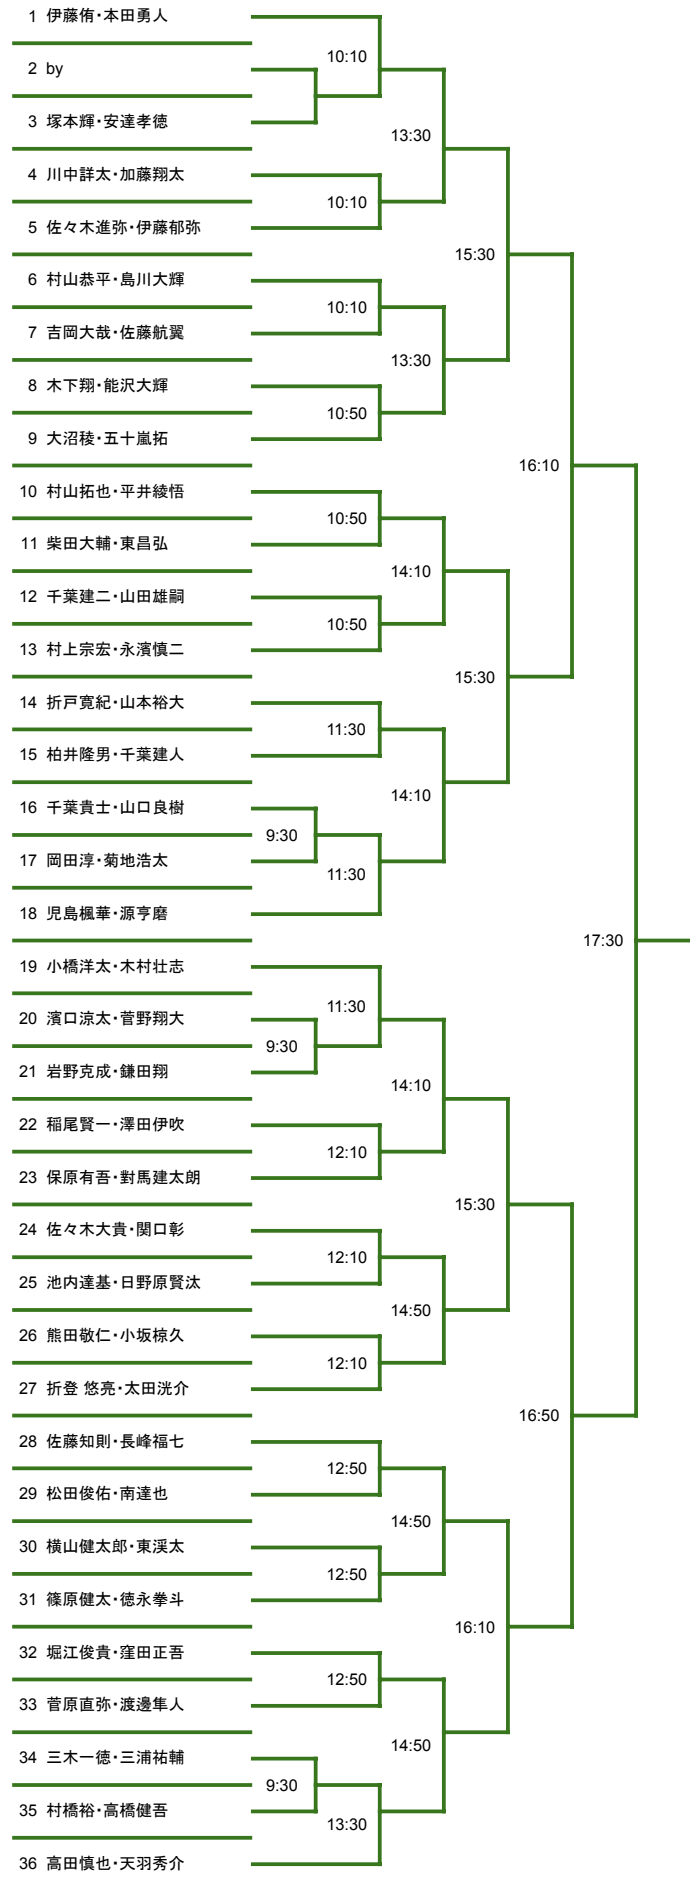 1 伊藤侑・本田勇人
10:10
2 by
3 塚本輝・安達孝徳
13:30
4 川中詳太・加藤翔太
10:10
5 佐々木進弥・伊藤郁弥
15:30
6 村山恭平・島川大輝
10:10
7 吉岡大哉・佐藤航翼
13:30
8 木下翔・能沢大輝
10:50
9 大沼稜・五十嵐拓
16:10
10 村山拓也・平井綾悟
10:50
11 柴田大輔・東昌弘
14:10
12 千葉建二・山田雄嗣
10:50
13 村上宗宏・永濱慎二
15:30
14 折戸寛紀・山本裕大
11:30
15 柏井隆男・千葉建人
14:10
16 千葉貴士・山口良樹
9:30
17 岡田淳・菊地浩太
11:30
18 児島楓華・源亨磨
17:30
19 小橋洋太・木村壮志
11:30
20 濱口涼太・菅野翔大
9:30
21 岩野克成・鎌田翔
14:10
22 稲尾賢一・澤田伊吹
12:10
23 保原有吾・對馬建太朗
15:30
24 佐々木大貴・関口彰
12:10
25 池内達基・日野原賢汰
14:50
26 熊田敬仁・小坂椋久
12:10
27 折登 悠亮・太田洸介
16:50
28 佐藤知則・長峰福七
12:50
29 松田俊佑・南達也
14:50
30 横山健太郎・東渓太
12:50
31 篠原健太・徳永拳斗
16:10
32 堀江俊貴・窪田正吾
12:50
33 菅原直弥・渡邊隼人
14:50
34 三木一徳・三浦祐輔
9:30
35 村橋裕・高橋健吾
13:30
36 高田慎也・天羽秀介